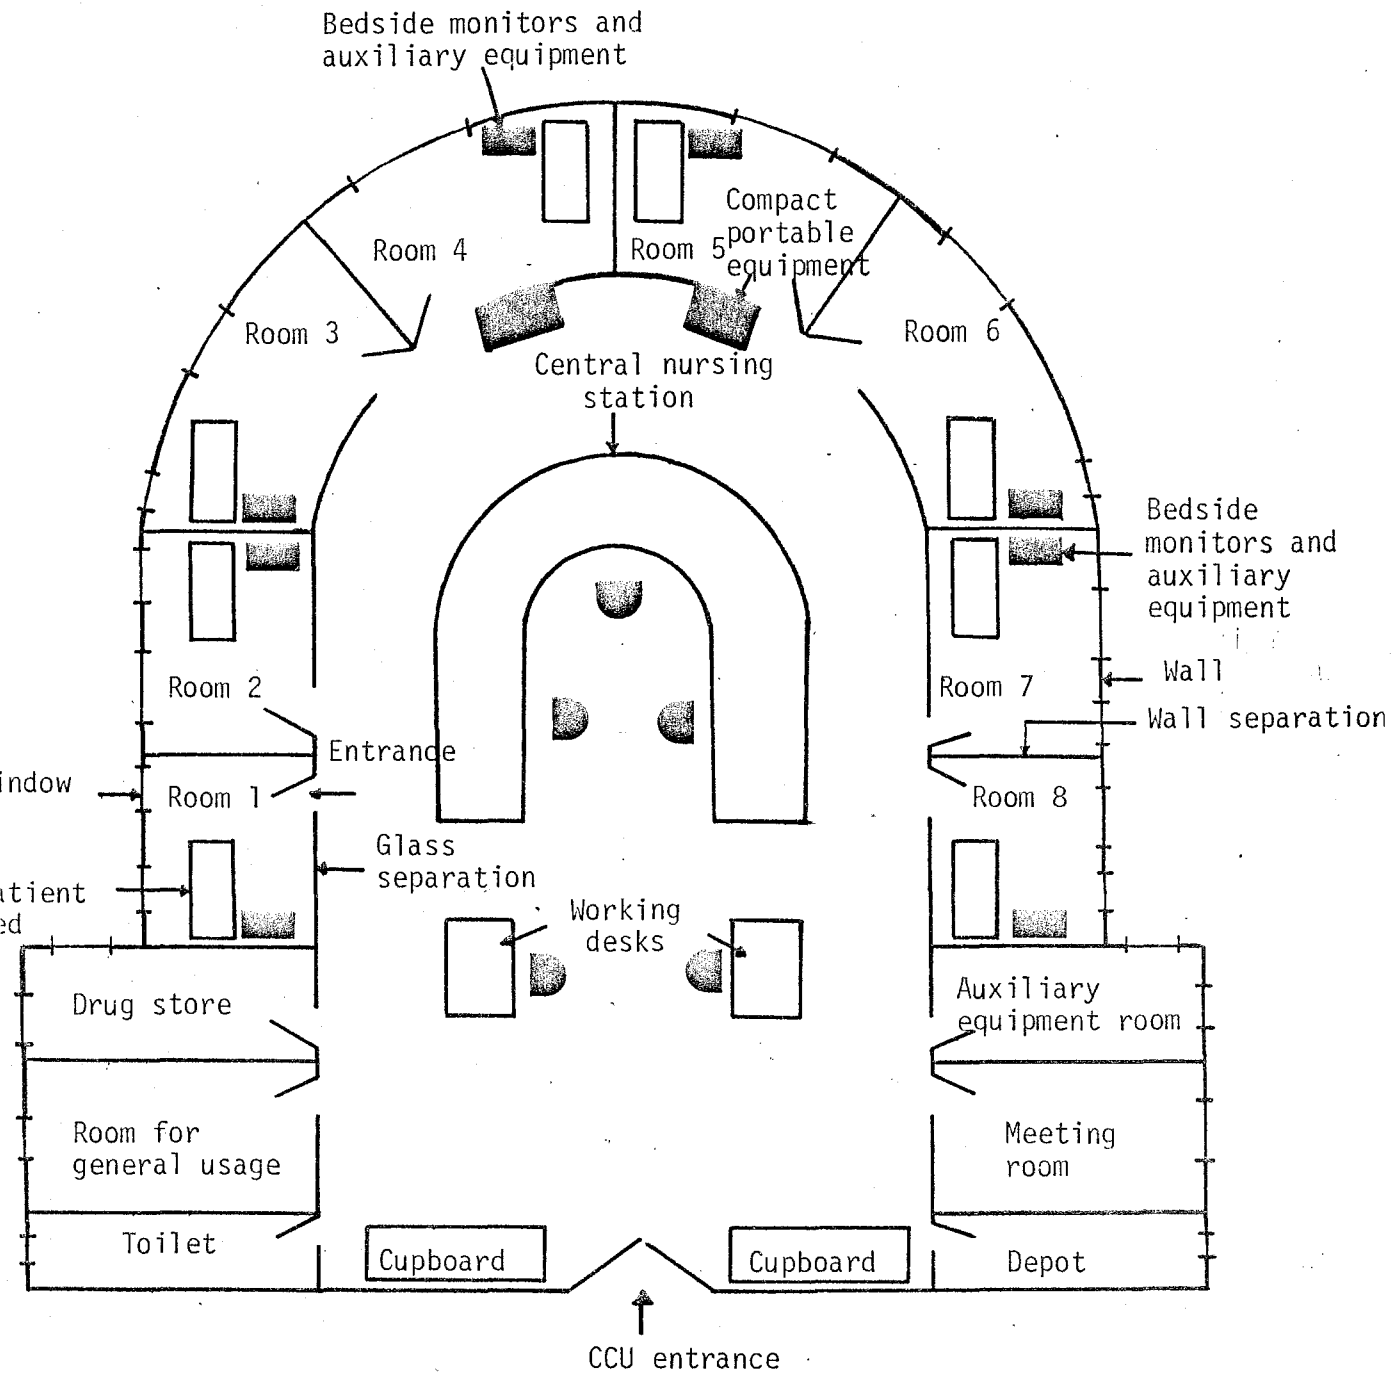 Bedside monitors and
auxiliary equipment
Compact
portable
equipment
Room 4
Room 5
Room 3
Room 6
Central nursing
station
Bedside
monitors and
auxiliary
equipment
Room 2
Room 7
Wall
Wall separation
Entrance
indow
Room 1
Room 8
Glass
separation
atient
ed
Working
desks
Drug store
Auxiliary
equipment room
Room for
general usage
Meeting
room
Toilet
Cupboard
Cupboard
Depot
CCU entrance